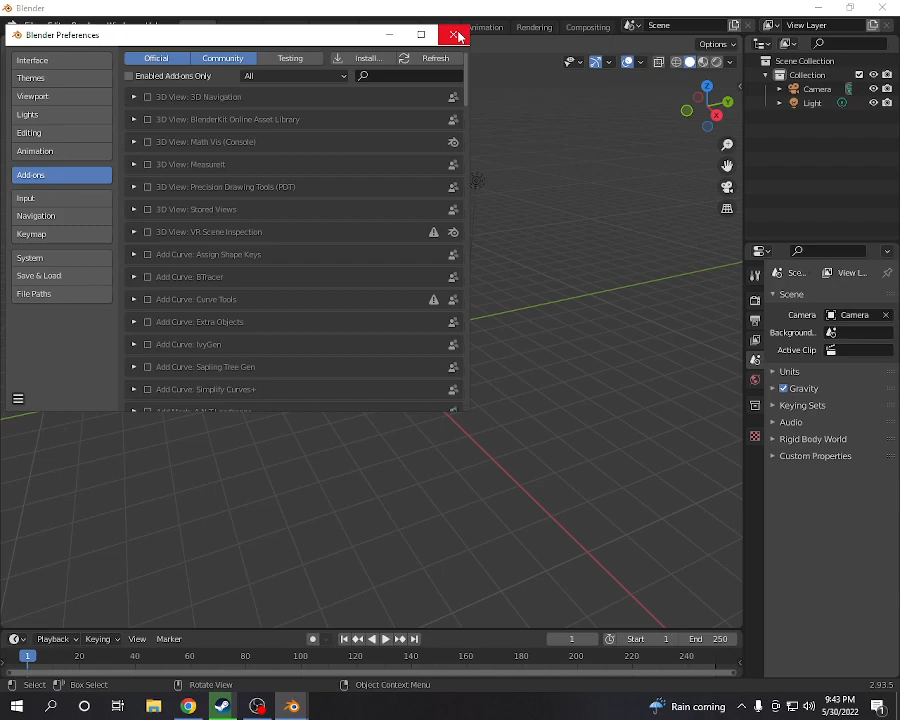 Blender
Animation Rendering Compositing Scene View Layer
Blender Preferences
Options
Interface
Themes
Viewport
Lights
Editing
Animation
Add-ons
Input
Navigation
Keymap
System
Save & Load
File Paths
Official Community Testing Install... Refresh
Enabled Add-ons Only All
3D View: 3D Navigation
3D View: BlenderKit Online Asset Library
3D View: Math Vis (Console)
3D View: MeasureIt
3D View: Precision Drawing Tools (PDT)
3D View: Stored Views
3D View: VR Scene Inspection
Add Curve: Assign Shape Keys
Add Curve: BTracer
Add Curve: Curve Tools
Add Curve: Extra Objects
Add Curve: IvyGen
Add Curve: Sapling Tree Gen
Add Curve: Simplify Curves+
Z
Y
X
Scene Collection
Collection
Camera
Light
Sce... View L...
Scene
Camera Camera
Background...
Active Clip
Units
Gravity
Keying Sets
Audio
Rigid Body World
Custom Properties
Playback Keying View Marker 1 Start 1 End 250
1 20 40 60 80 100 120 140 160 180 200 220 240
Select Box Select Rotate View Object Context Menu 2.93.5
Rain coming
9:43 PM
5/30/2022
1